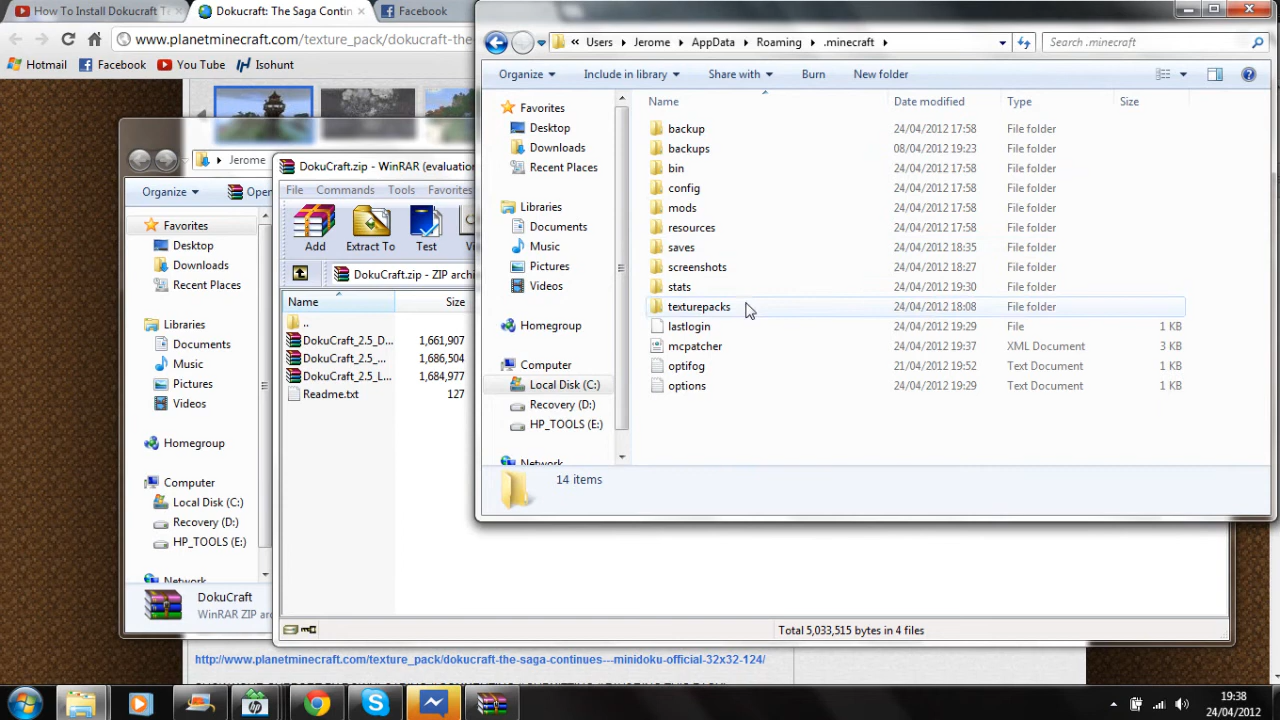 How To Install Dokucraft T
Dokucraft: The Saga Contin
Facebook
www.planetminecraft.com/texture_pack/dokucraft-the
Hotmail Facebook You Tube Isohunt
Users Jerome AppData Roaming .minecraft
Search .minecraft
Organize Include in library Share with Burn New folder
Name Date modified Type Size
backup 24/04/2012 17:58 File folder
backups 08/04/2012 19:23 File folder
bin 24/04/2012 17:58 File folder
config 24/04/2012 17:58 File folder
mods 24/04/2012 17:58 File folder
resources 24/04/2012 17:58 File folder
saves 24/04/2012 18:35 File folder
screenshots 24/04/2012 18:27 File folder
stats 24/04/2012 19:30 File folder
texturepacks 24/04/2012 18:08 File folder
lastlogin 24/04/2012 19:29 File 1 KB
mcpatcher 24/04/2012 19:37 XML Document 3 KB
optifog 21/04/2012 19:52 Text Document 1 KB
options 24/04/2012 19:29 Text Document 1 KB
Favorites
Desktop
Downloads
Recent Places
Libraries
Documents
Music
Pictures
Videos
Homegroup
Computer
Local Disk (C:)
Recovery (D:)
HP_TOOLS (E:)
Network
14 items
Jerome
Organize Open
Favorites
Desktop
Downloads
Recent Places
Libraries
Documents
Music
Pictures
Videos
Homegroup
Computer
Local Disk (C:)
Recovery (D:)
HP_TOOLS (E:)
Network
DokuCraft
WinRAR ZIP arc
DokuCraft.zip - WinRAR (evaluation
File Commands Tools Favorites
Add Extract To Test Vi
DokuCraft.zip - ZIP archi
Name Size
..
DokuCraft_2.5_D... 1,661,907
DokuCraft_2.5_... 1,686,504
DokuCraft_2.5_L... 1,684,977
Readme.txt 127
Total 5,033,515 bytes in 4 files
http://www.planetminecraft.com/texture_pack/dokucraft-the-saga-continues---minidoku-official-32x32-124/
19:38
24/04/2012